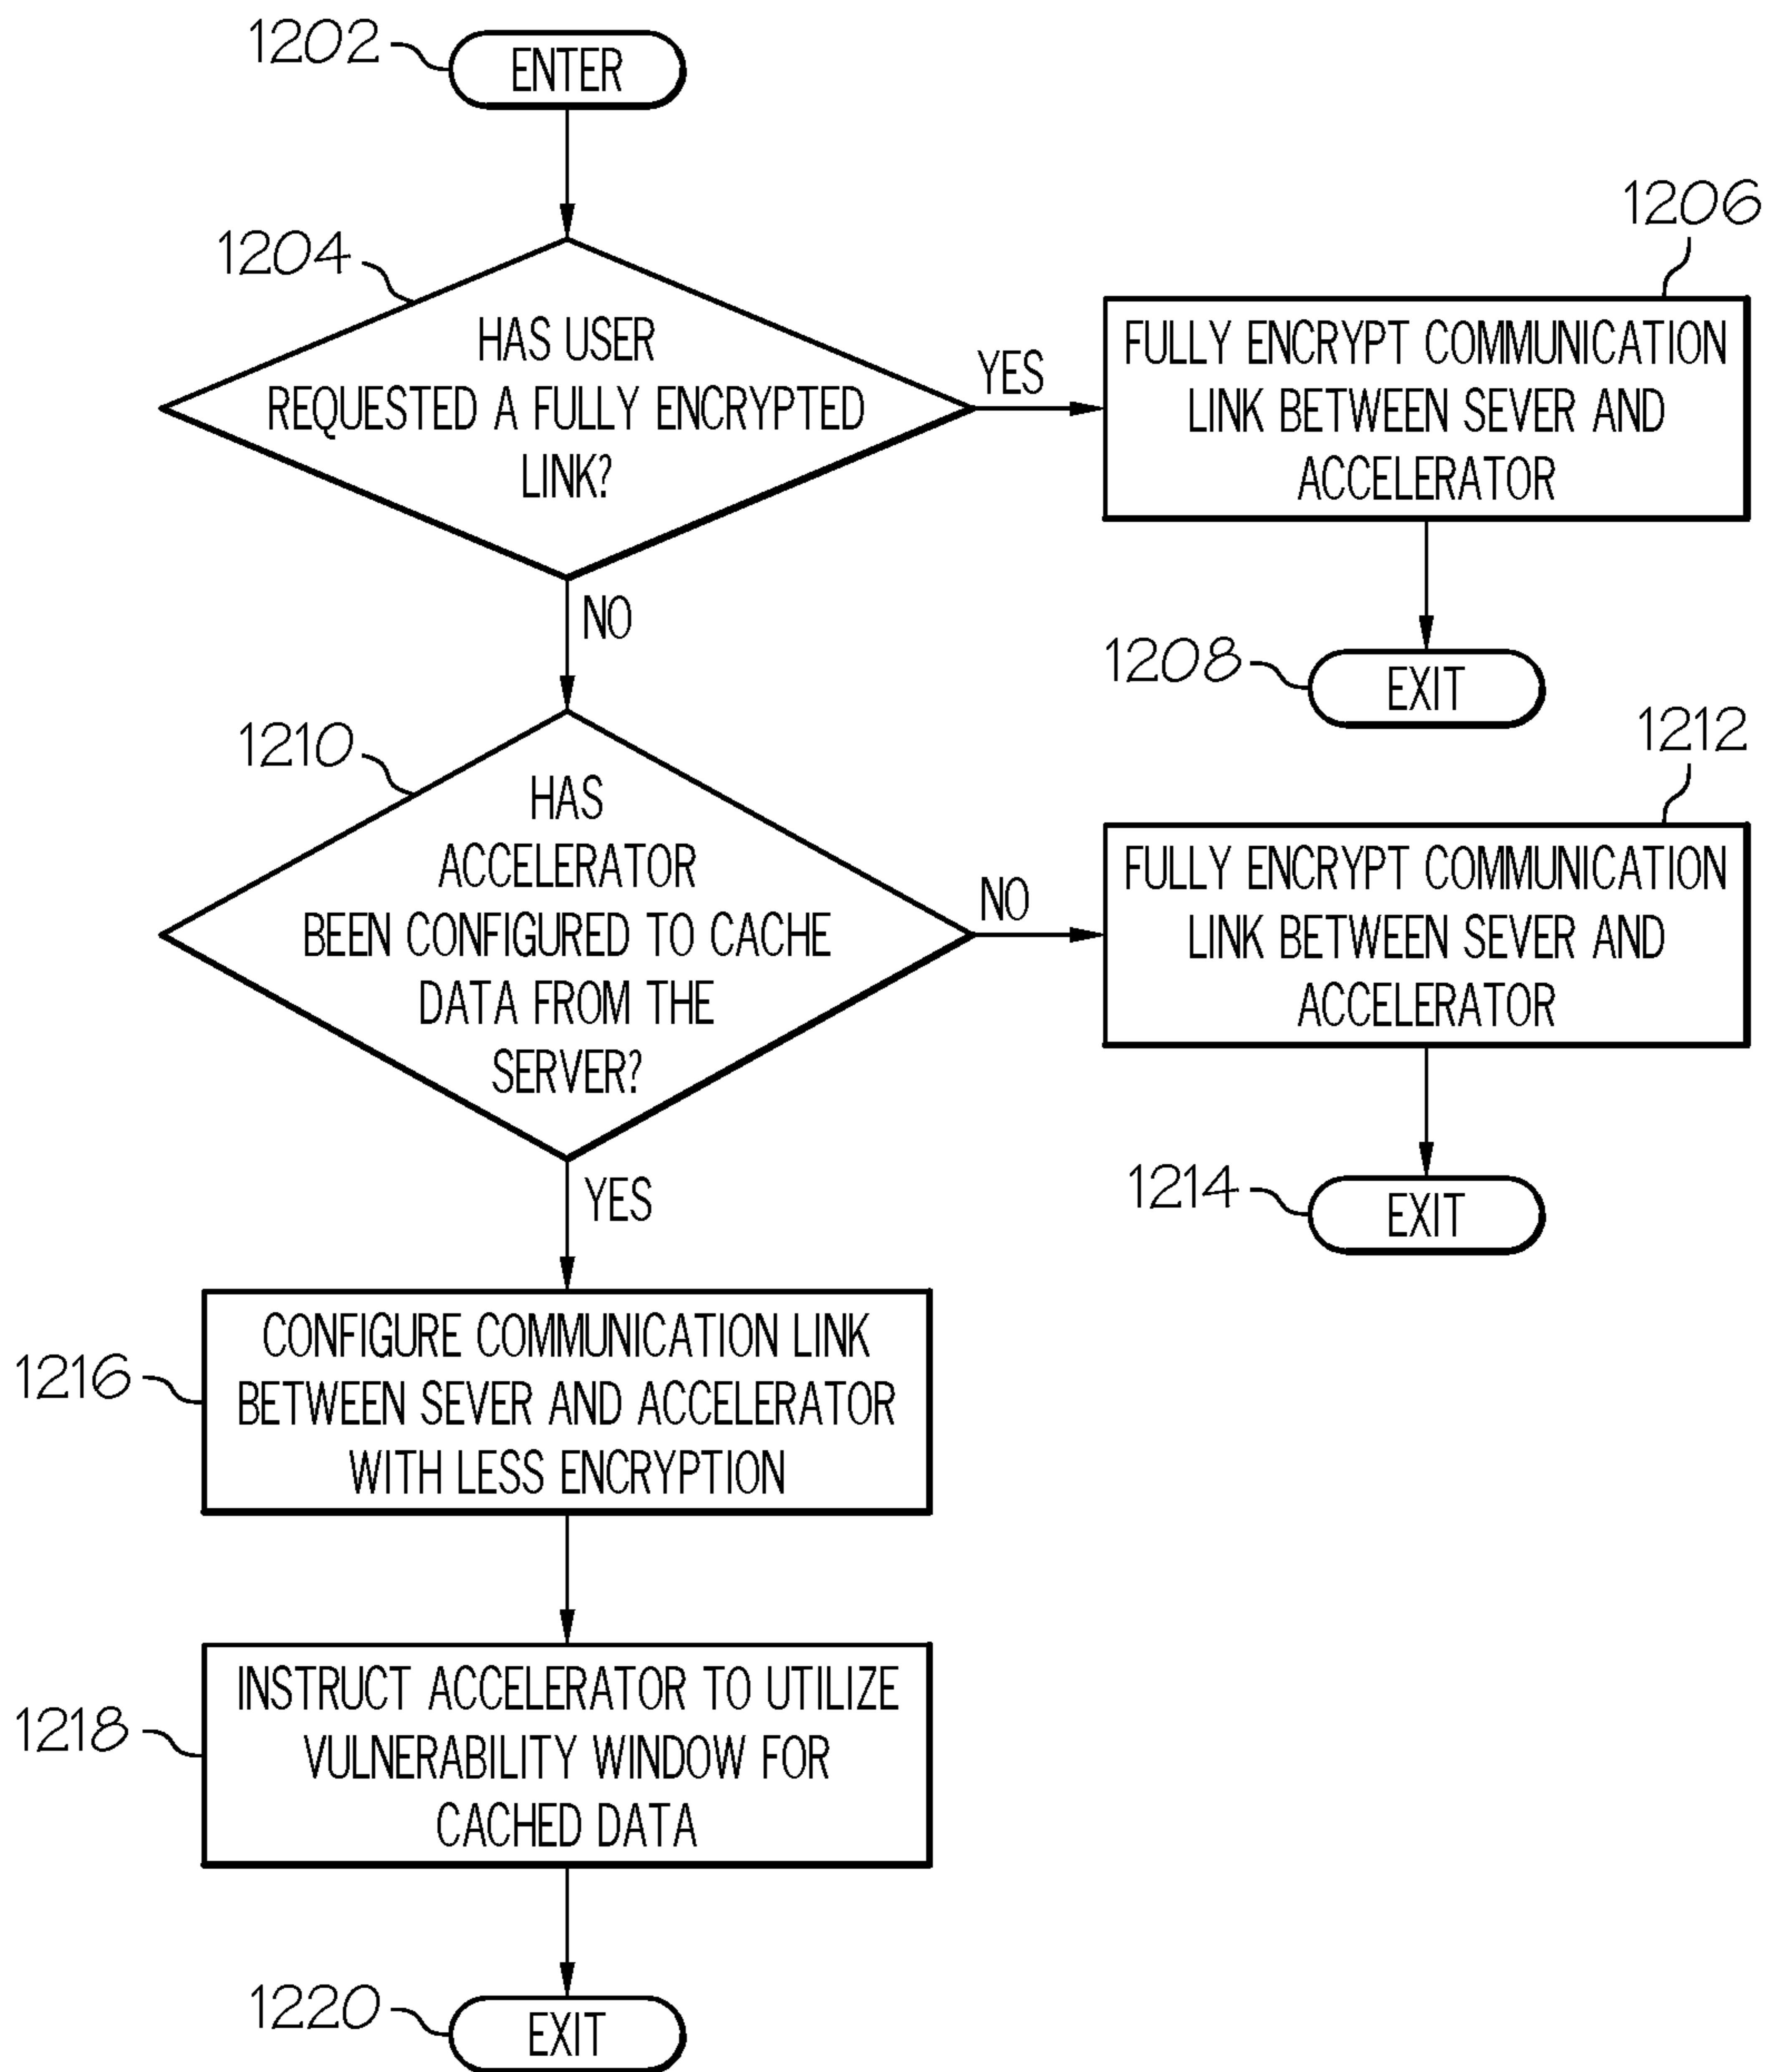 1202
ENTER
1204
HAS USER
REQUESTED A FULLY ENCRYPTED
LINK?
YES
1206
FULLY ENCRYPT COMMUNICATION
LINK BETWEEN SEVER AND
ACCELERATOR
1208
EXIT
NO
1210
HAS
ACCELERATOR
BEEN CONFIGURED TO CACHE
DATA FROM THE
SERVER?
NO
1212
FULLY ENCRYPT COMMUNICATION
LINK BETWEEN SEVER AND
ACCELERATOR
1214
EXIT
YES
1216
CONFIGURE COMMUNICATION LINK
BETWEEN SEVER AND ACCELERATOR
WITH LESS ENCRYPTION
1218
INSTRUCT ACCELERATOR TO UTILIZE
VULNERABILITY WINDOW FOR
CACHED DATA
1220
EXIT